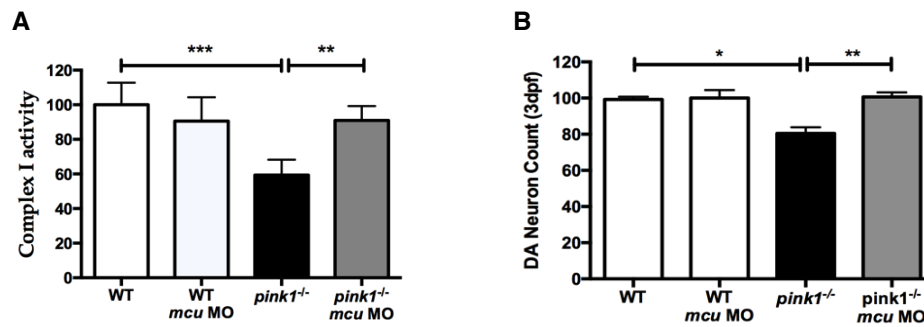 A
*** **
Complex I activity
120
100
80
60
40
20
0
WT
WT
mcu MO
pink1-/-
pink1-/-
mcu MO
B
* **
DA Neuron Count (3dpf)
120
100
80
60
40
20
0
WT
WT
mcu MO
pink1-/-
pink1-/-
mcu MO